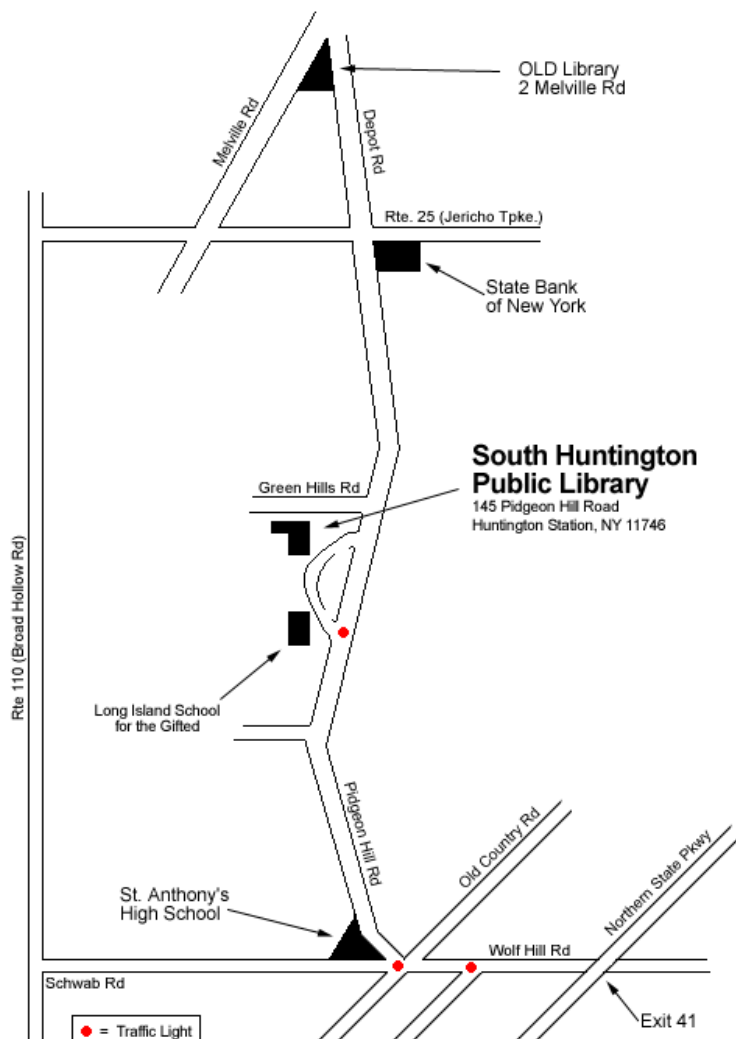 OLD Library
2 Melville Rd
Melville Rd
Depot Rd
Rte. 25 (Jericho Tpke.)
State Bank
of New York
South Huntington
Public Library
145 Pidgeon Hill Road
Huntington Station, NY 11746
Green Hills Rd
Rte 110 (Broad Hollow Rd)
Long Island School
for the Gifted
Pidgeon Hill Rd
Old Country Rd
Northern State Pkwy
St. Anthony's
High School
Wolf Hill Rd
Schwab Rd
Exit 41
= Traffic Light